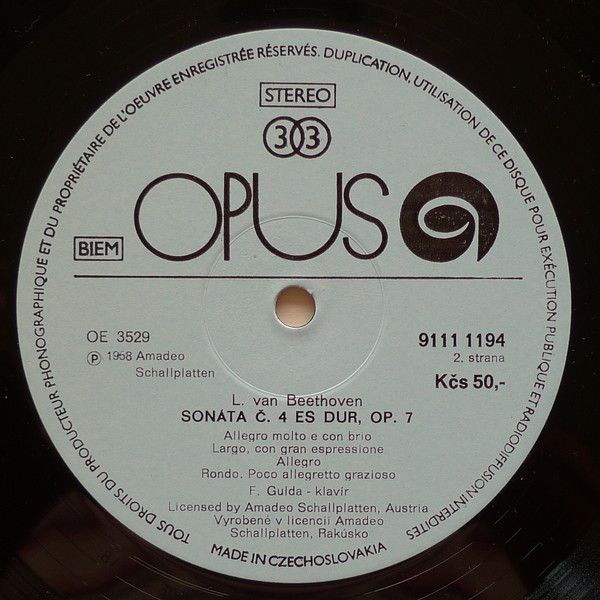 TOUS DROITS DU PRODUCTEUR PHONOGRAPHIQUE ET DU PROPRIÉTAIRE DE L'OEUVRE ENREGISTRÉE RÉSERVÉS. DUPLICATION, UTILISATION DE CE DISQUE POUR EXÉCUTION PUBLIQUE ET RADIODIFFUSION INTERDITES
STEREO
33
OPUS
BIEM
OE 3529
9111 1194
Ⓟ 1968 Amadeo
Schallplatten
2. strana
Kčs 50,-
L. van Beethoven
SONÁTA Č. 4 ES DUR, OP. 7
Allegro molto e con brio
Largo, con gran espressione
Allegro
Rondo. Poco allegretto grazioso
F. Gulda - klavír
Licensed by Amadeo Schallplatten, Austria
Vyrobené v licencii Amadeo
Schallplatten, Rakúsko
MADE IN CZECHOSLOVAKIA